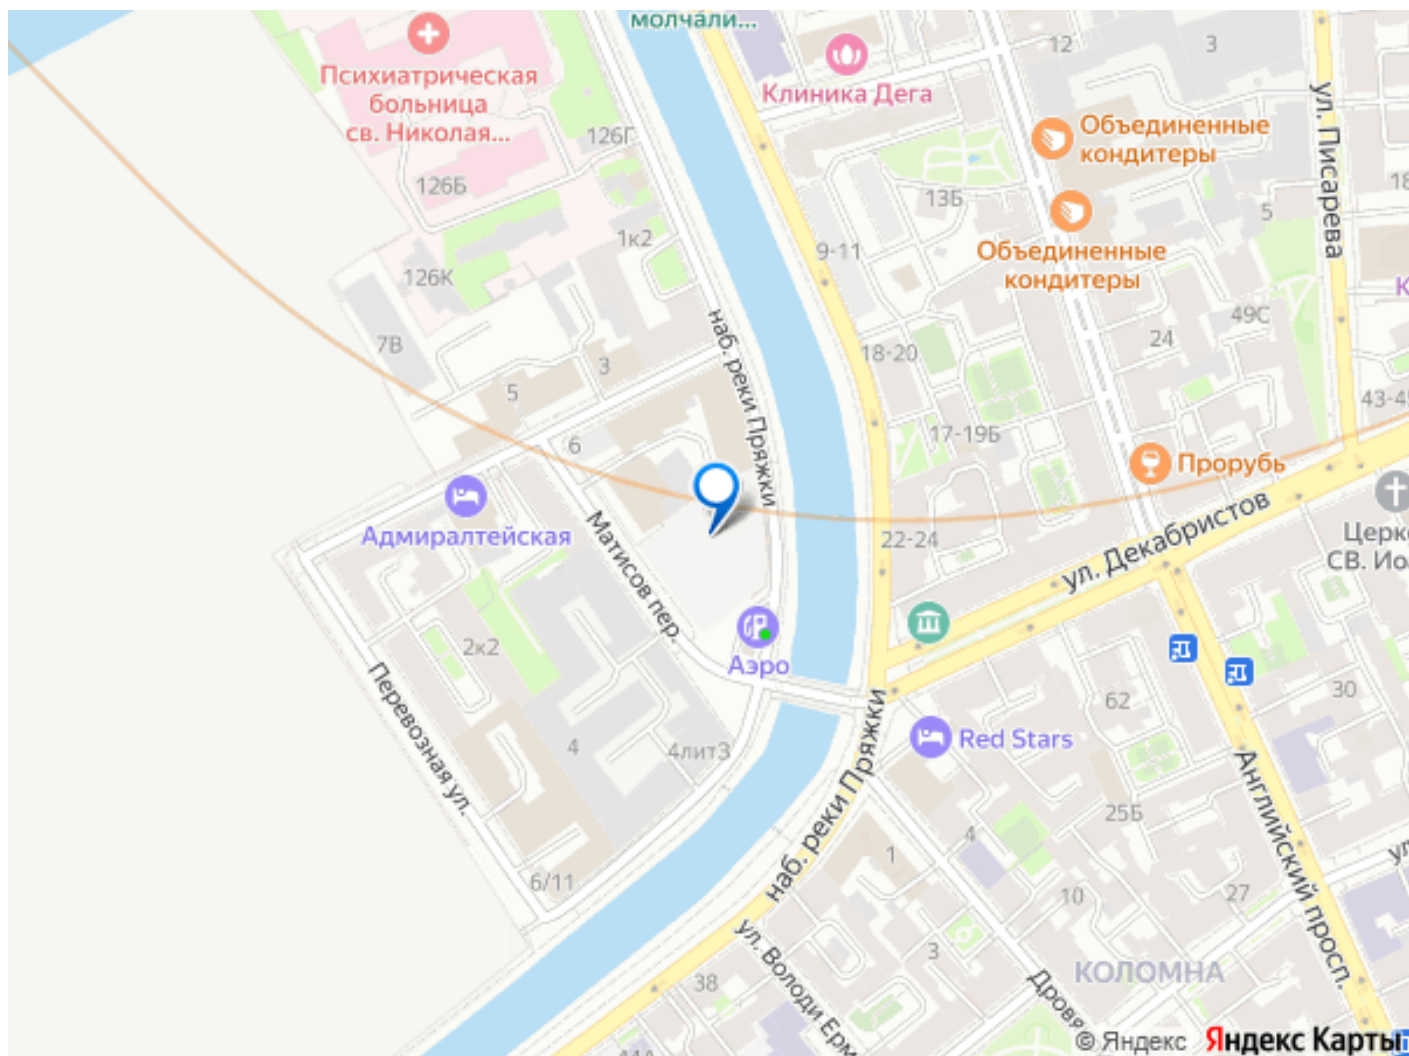 молчали...
12
3
Психиатрическая
больница
св. Николая...
Клиника Дега
Объединенные
кондитеры
ул. Писарева
126Г
126Б
18
13Б
5
1к2
9-11
Объединенные
кондитеры
126К
К
наб. реки Пряжки
49С
7В
18-20
24
3
5
43-45
17-19Б
6
Прорубь
Адмиралтейская
Матисов пер.
22-24
ул. Декабристов
Церк
СВ. Ио
2к2
Аэро
Перевозная ул.
62
30
4
4лит3
Red Stars
наб. реки Пряжки
Английский просп.
25Б
4
1
ул
6/11
10
27
ул. Володи Ерм
3
38
КОЛОМНА
Дровя
44А
© Яндекс
Яндекс Карты